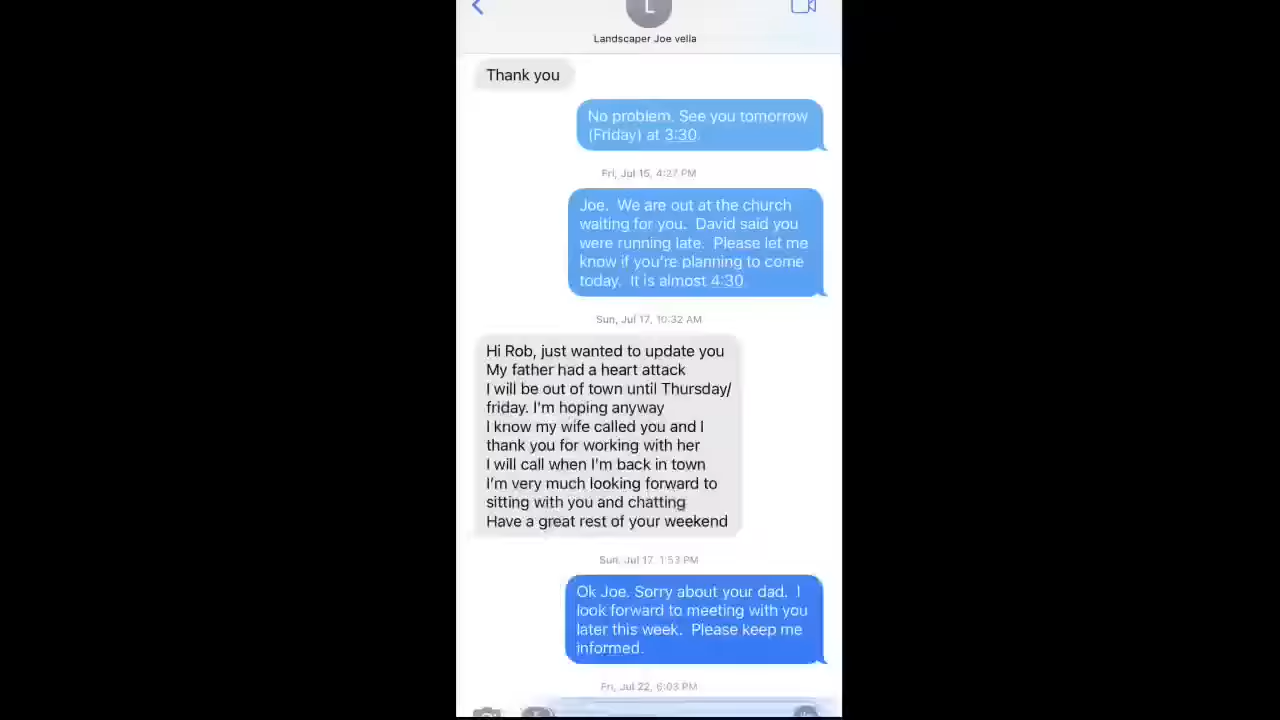 L
Landscaper Joe vella
Thank you
No problem. See you tomorrow
(Friday) at 3:30.
Fri, Jul 15, 4:27 PM
Joe.  We are out at the church
waiting for you.  David said you
were running late.  Please let me
know if you're planning to come
today.  It is almost 4:30.
Sun, Jul 17, 10:32 AM
Hi Rob, just wanted to update you
My father had a heart attack
I will be out of town until Thursday/
friday. I'm hoping anyway
I know my wife called you and I
thank you for working with her
I will call when I'm back in town
I'm very much looking forward to
sitting with you and chatting
Have a great rest of your weekend
Sun, Jul 17, 1:53 PM
Ok Joe. Sorry about your dad.  I
look forward to meeting with you
later this week.  Please keep me
informed.
Fri, Jul 22, 6:03 PM